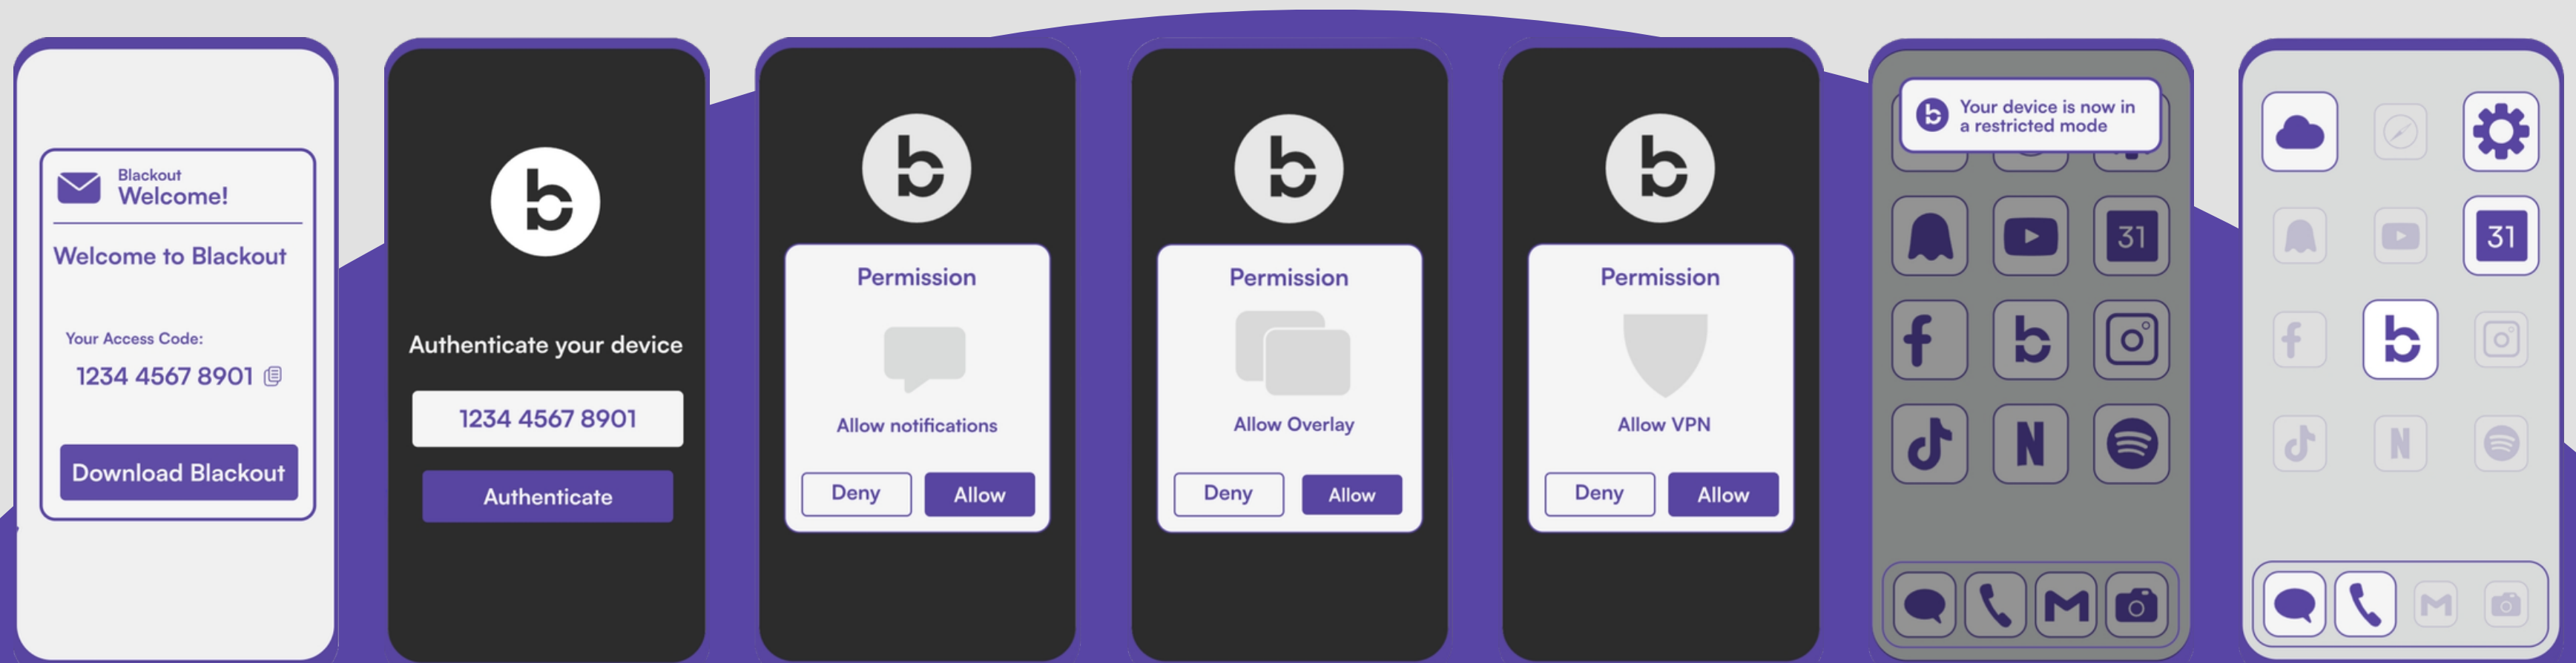 Blackout
Welcome!
Welcome to Blackout
Your Access Code:
1234 4567 8901
Download Blackout
b
Authenticate your device
1234 4567 8901
Authenticate
b
Permission
Allow notifications
Deny
Allow
b
Permission
Allow Overlay
Deny
Allow
b
Permission
Allow VPN
Deny
Allow
b
Your device is now in
a restricted mode
31
f
b
N
31
f
b
N